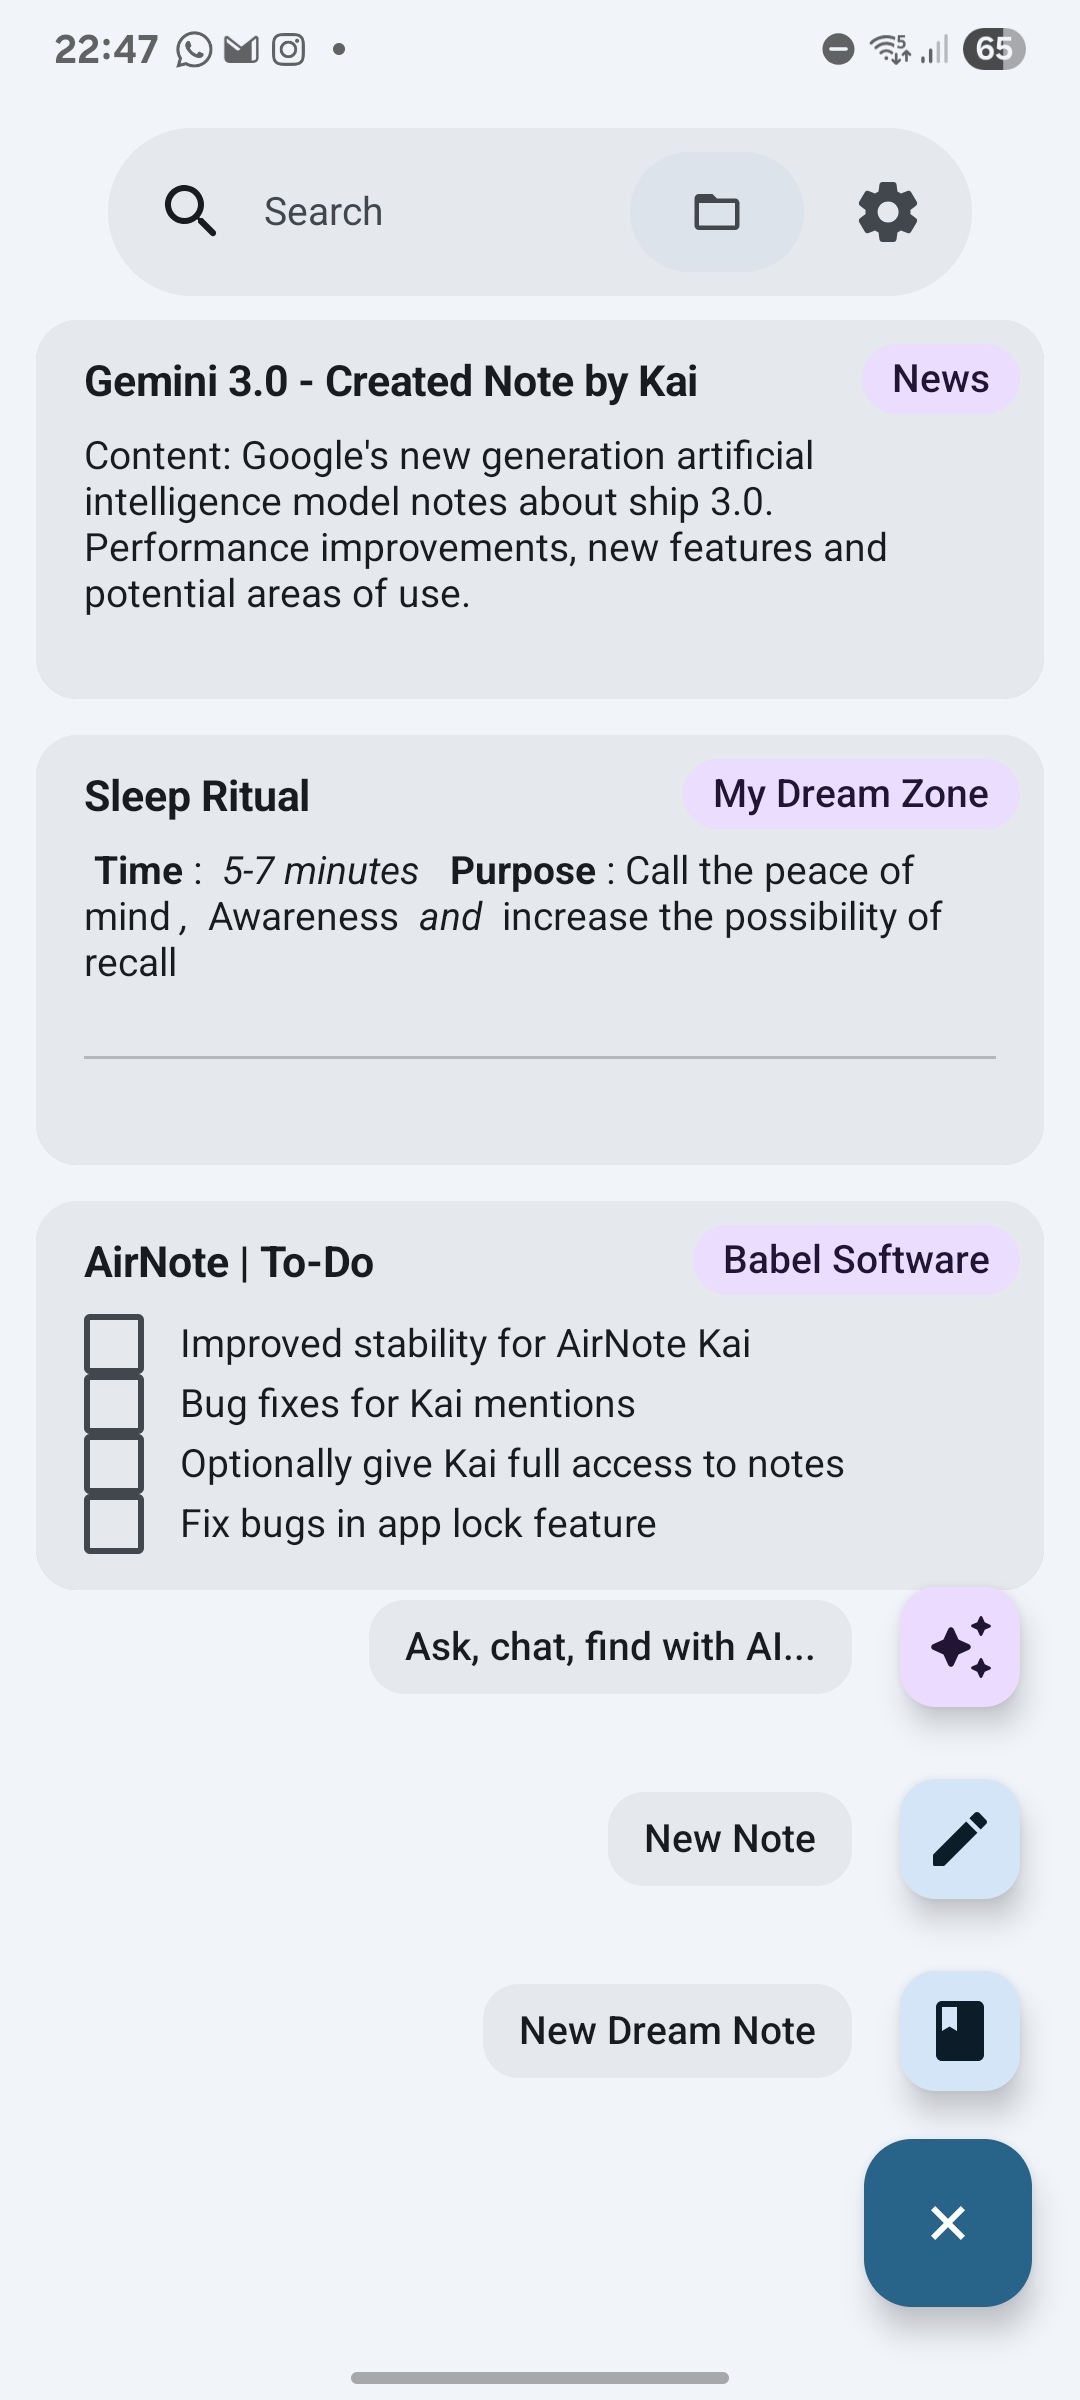 22:47
5
65
Search
Gemini 3.0 - Created Note by Kai
News
Content: Google's new generation artificial
intelligence model notes about ship 3.0.
Performance improvements, new features and
potential areas of use.
Sleep Ritual
My Dream Zone
Time : 5-7 minutes Purpose : Call the peace of
mind , Awareness and increase the possibility of
recall
AirNote | To-Do
Babel Software
Improved stability for AirNote Kai
Bug fixes for Kai mentions
Optionally give Kai full access to notes
Fix bugs in app lock feature
Ask, chat, find with AI...
New Note
New Dream Note